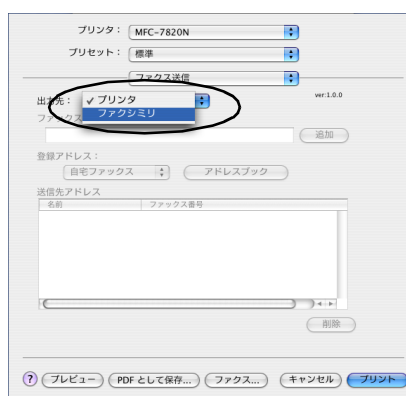 プリンタ： MFC-7820N
プリセット： 標準
ファクス送信
出力先： ✓ プリンタ
ver:1.0.0
ファクシミリ
ファックス
追加
登録アドレス：
自宅ファックス アドレスブック
送信先アドレス
名前 ファックス番号
削除
? プレビュー PDF として保存... ファクス... キャンセル プリント